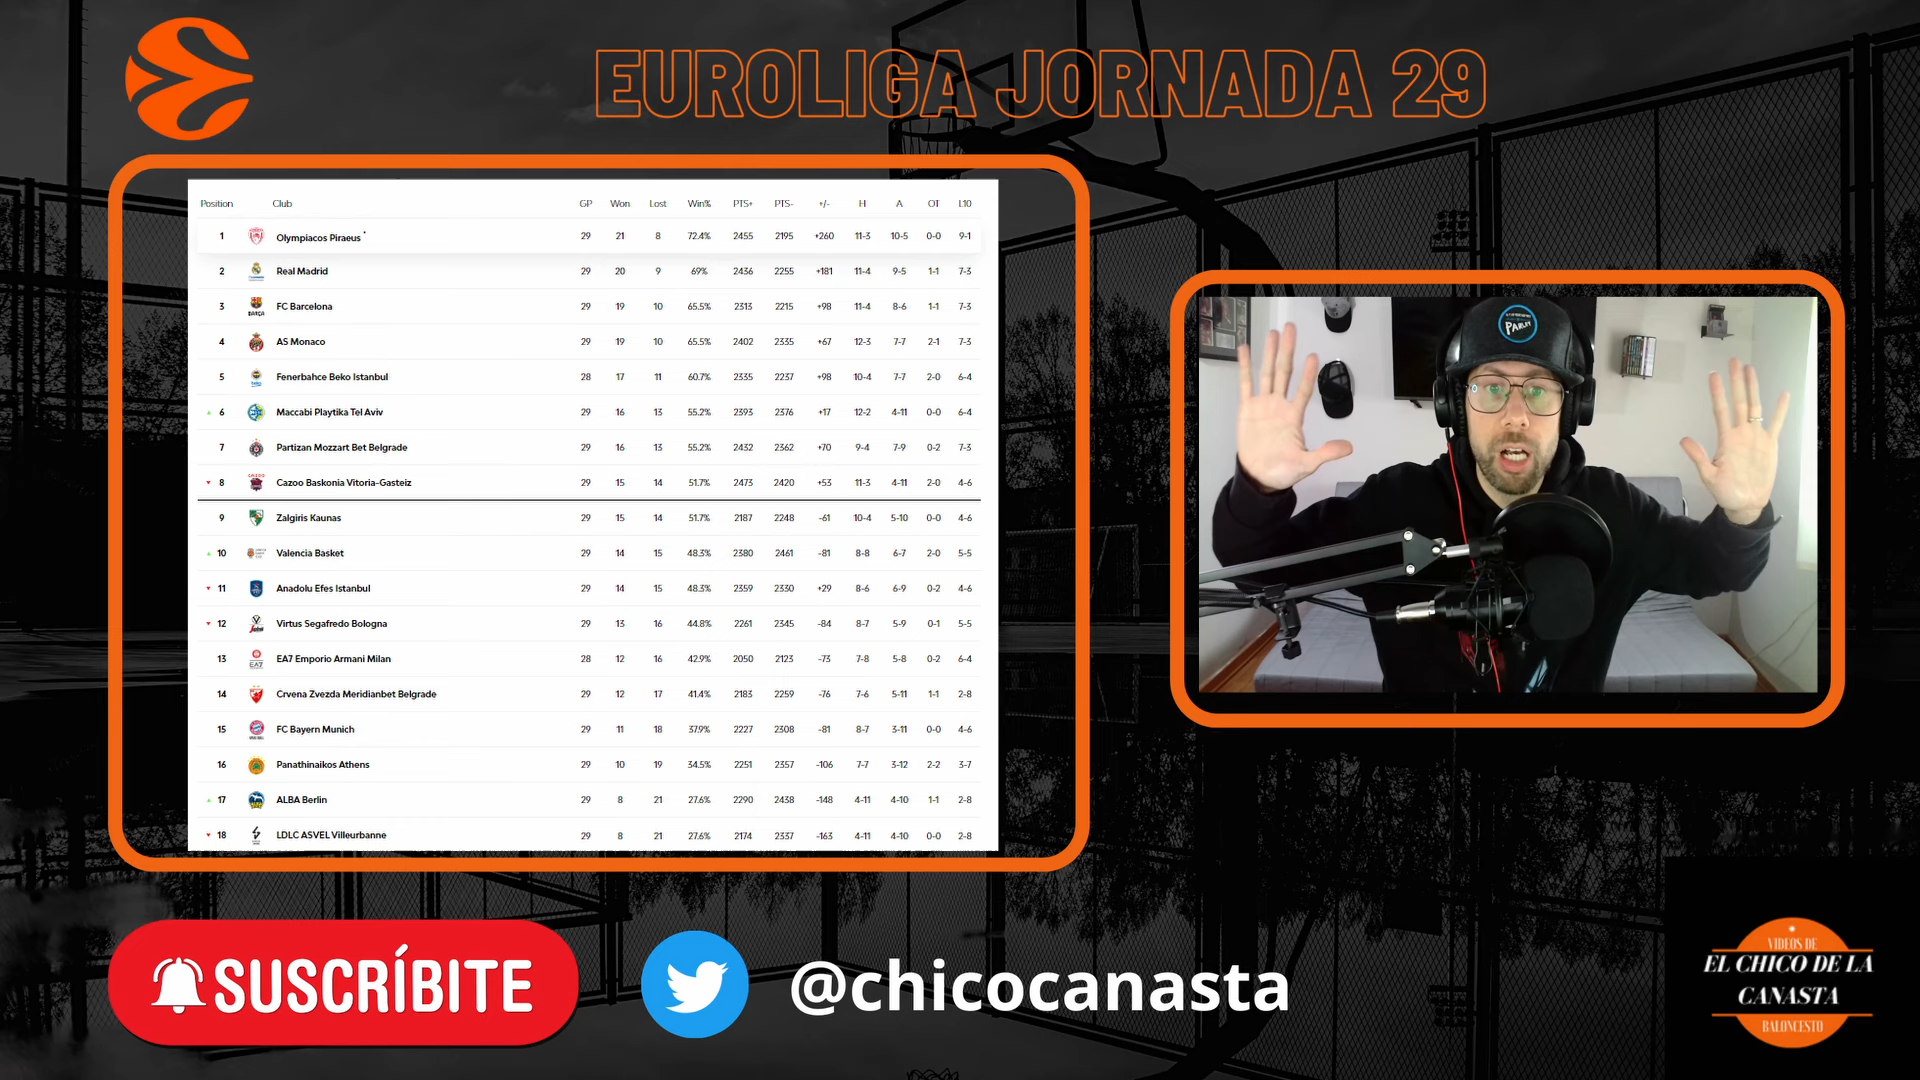 EUROLIGA JORNADA 29
Position Club GP Won Lost Win% PTS+ PTS- +/- H A OT L10
1 Olympiacos Piraeus * 29 21 8 72.4% 2455 2195 +260 11-3 10-5 0-0 9-1
2 Real Madrid 29 20 9 69% 2436 2255 +181 11-4 9-5 1-1 7-3
3 FC Barcelona 29 19 10 65.5% 2313 2215 +98 11-4 8-6 1-1 7-3
4 AS Monaco 29 19 10 65.5% 2402 2335 +67 12-3 7-7 2-1 7-3
5 Fenerbahce Beko Istanbul 28 17 11 60.7% 2335 2237 +98 10-4 7-7 2-0 6-4
6 Maccabi Playtika Tel Aviv 29 16 13 55.2% 2393 2376 +17 12-2 4-11 0-0 6-4
7 Partizan Mozzart Bet Belgrade 29 16 13 55.2% 2432 2362 +70 9-4 7-9 0-2 7-3
8 Cazoo Baskonia Vitoria-Gasteiz 29 15 14 51.7% 2473 2420 +53 11-3 4-11 2-0 4-6
9 Zalgiris Kaunas 29 15 14 51.7% 2187 2248 -61 10-4 5-10 0-0 4-6
10 Valencia Basket 29 14 15 48.3% 2380 2461 -81 8-8 6-7 2-0 5-5
11 Anadolu Efes Istanbul 29 14 15 48.3% 2359 2330 +29 8-6 6-9 0-2 4-6
12 Virtus Segafredo Bologna 29 13 16 44.8% 2261 2345 -84 8-7 5-9 0-1 5-5
13 EA7 Emporio Armani Milan 28 12 16 42.9% 2050 2123 -73 7-8 5-8 0-2 6-4
14 Crvena Zvezda Meridianbet Belgrade 29 12 17 41.4% 2183 2259 -76 7-6 5-11 1-1 2-8
15 FC Bayern Munich 29 11 18 37.9% 2227 2308 -81 8-7 3-11 0-0 4-6
16 Panathinaikos Athens 29 10 19 34.5% 2251 2357 -106 7-7 3-12 2-2 3-7
17 ALBA Berlin 29 8 21 27.6% 2290 2438 -148 4-11 4-10 1-1 2-8
18 LDLC ASVEL Villeurbanne 29 8 21 27.6% 2174 2337 -163 4-11 4-10 0-0 2-8
PARLEY
SUSCRÍBITE
@chicocanasta
VIDEOS DE
EL CHICO DE LA
CANASTA
BALONCESTO